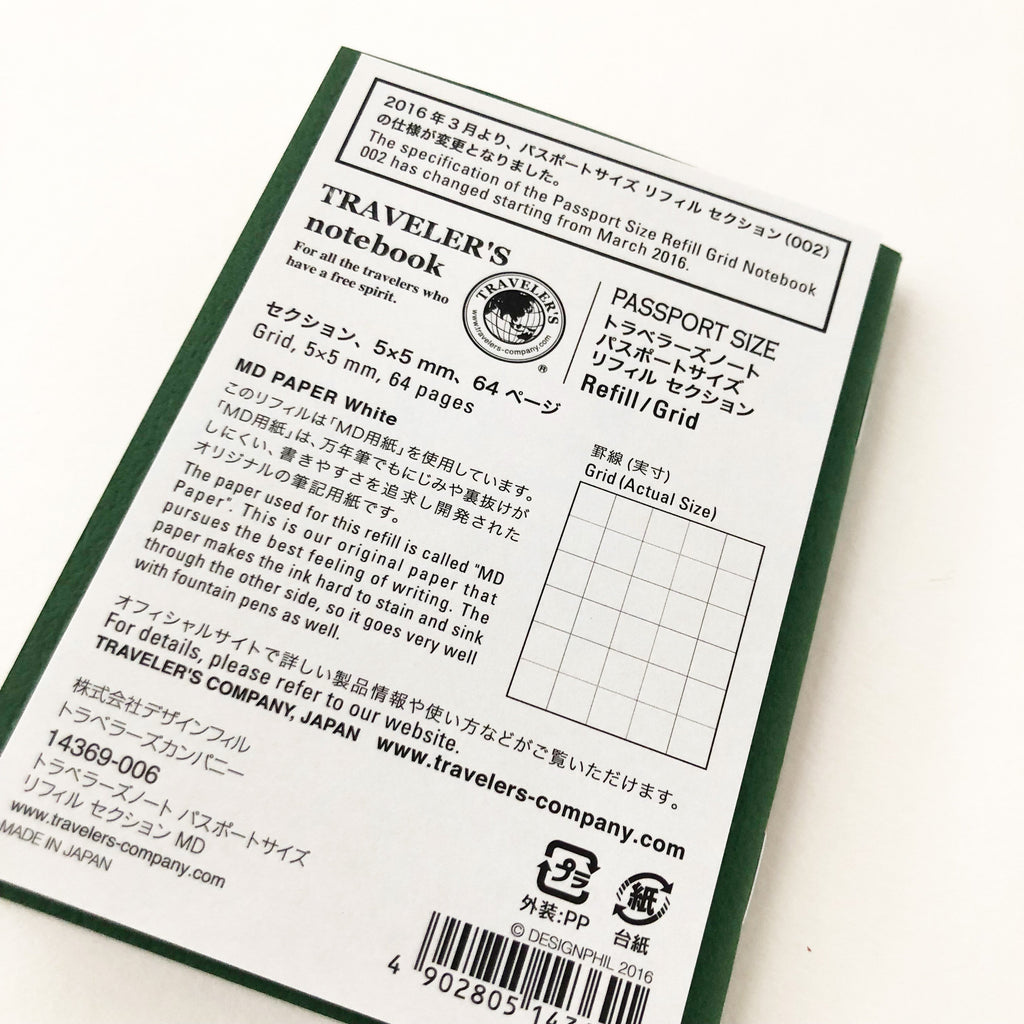 2016年3月より、パスポートサイズ リフィル セクション(002)
の仕様が変更となりました。
The specification of the Passport Size Refill Grid Notebook
002 has changed starting from March 2016.
TRAVELER'S
notebook
For all the travelers who
have a free spirit.
TRAVELER'S
www.travelers-company.com
®
PASSPORT SIZE
トラベラーズノート
パスポートサイズ
リフィル セクション
Refill/Grid
セクション、5×5 mm、64 ページ
Grid, 5×5 mm, 64 pages
MD PAPER White
このリフィルは「MD用紙」を使用しています。
「MD用紙」は、万年筆でもにじみや裏抜けが
しにくい、書きやすさを追求し開発された
オリジナルの筆記用紙です。
The paper used for this refill is called "MD
Paper". This is our original paper that
pursues the best feeling of writing. The
paper makes the ink hard to stain and sink
through the other side, so it goes very well
with fountain pens as well.
罫線(実寸)
Grid(Actual Size)
オフィシャルサイトで詳しい製品情報や使い方などがご覧いただけます。
For details, please refer to our website.
TRAVELER'S COMPANY, JAPAN www.travelers-company.com
株式会社デザインフィル
トラベラーズカンパニー
14369-006
トラベラーズノート パスポートサイズ
リフィル セクション MD
www.travelers-company.com
MADE IN JAPAN
プラ
外装:PP
紙
台紙
© DESIGNPHIL 2016
4 902805 143